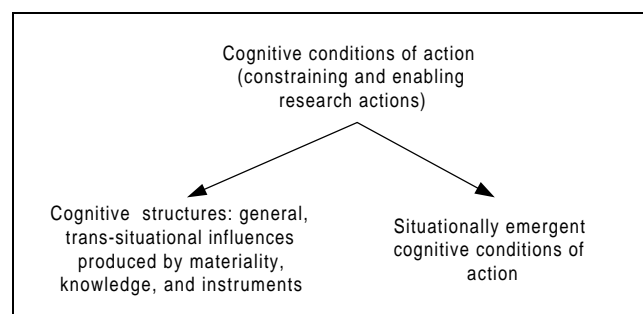 Cognitive conditions of action
(constraining and enabling
research actions)
Cognitive structures: general,
trans-situational influences
produced by materiality,
knowledge, and instruments
Situationally emergent
cognitive conditions of
action